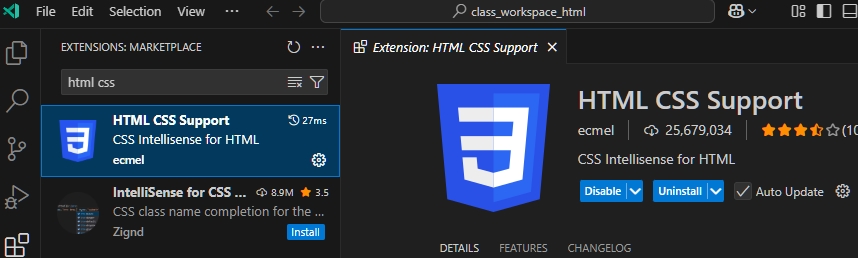 File Edit Selection View ··· class_workspace_html
EXTENSIONS: MARKETPLACE
html css
HTML CSS Support 27ms
CSS Intellisense for HTML
ecmel
IntelliSense for CSS ... 8.9M 3.5
CSS class name completion for the ...
Zignd Install
Extension: HTML CSS Support
HTML CSS Support
ecmel 25,679,034 (10
CSS Intellisense for HTML
Disable Uninstall Auto Update
DETAILS FEATURES CHANGELOG